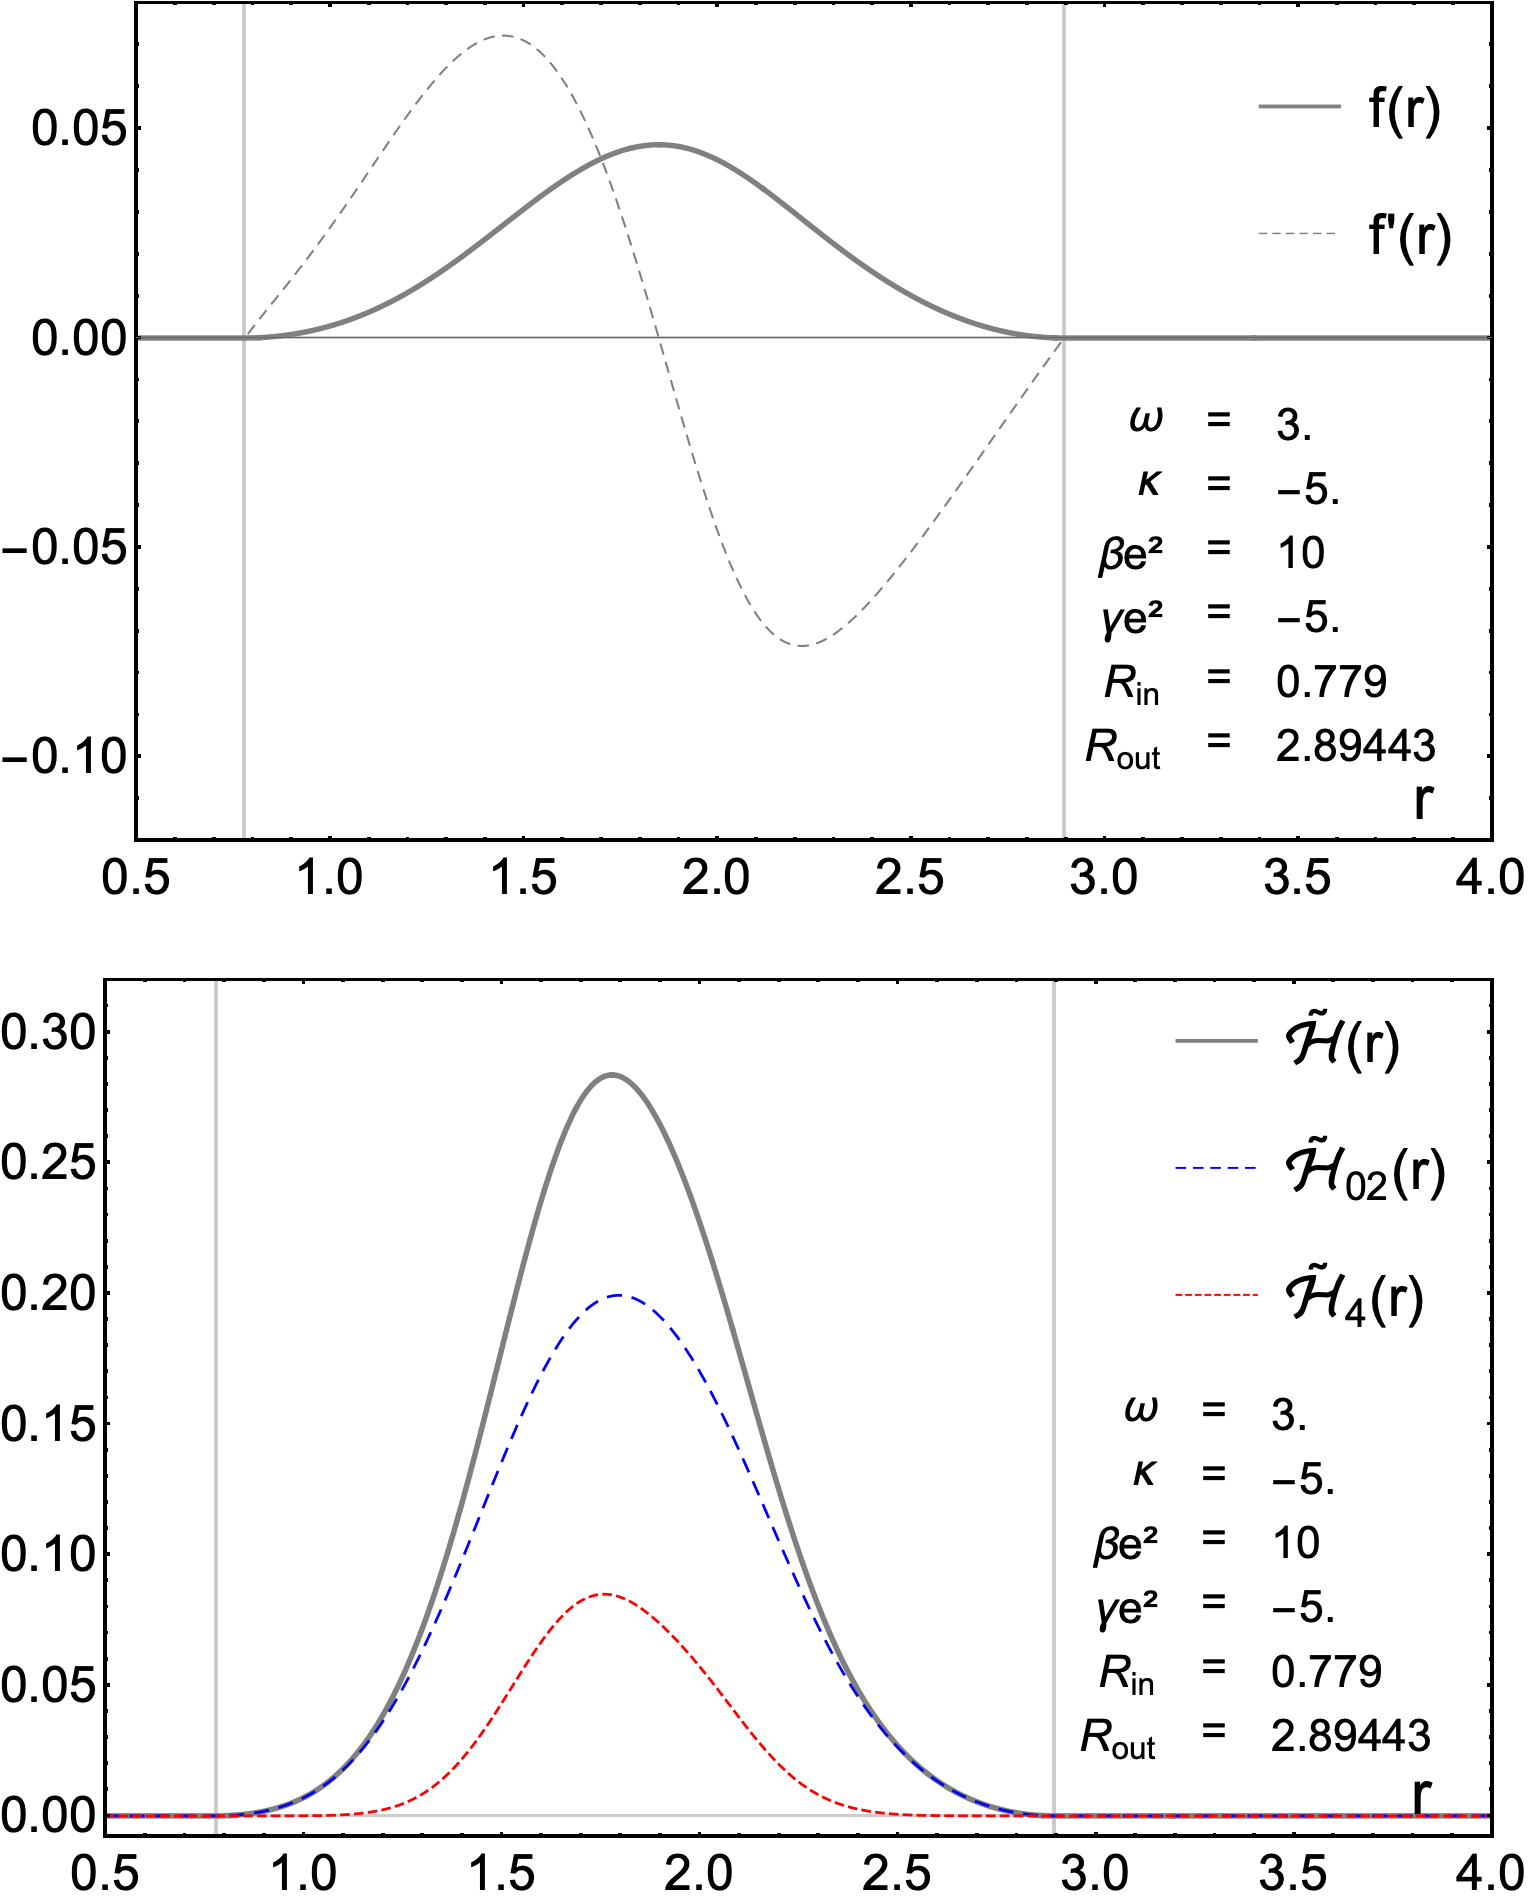 0.05
0.00
−0.05
−0.10
f(r)
f'(r)
ω = 3.
κ = −5.
βe² = 10
γe² = −5.
Rin = 0.779
Rout = 2.89443
r
0.5 1.0 1.5 2.0 2.5 3.0 3.5 4.0
0.30
0.25
0.20
0.15
0.10
0.05
0.00
ℋ̃(r)
ℋ̃02(r)
ℋ̃4(r)
ω = 3.
κ = −5.
βe² = 10
γe² = −5.
Rin = 0.779
Rout = 2.89443
r
0.5 1.0 1.5 2.0 2.5 3.0 3.5 4.0